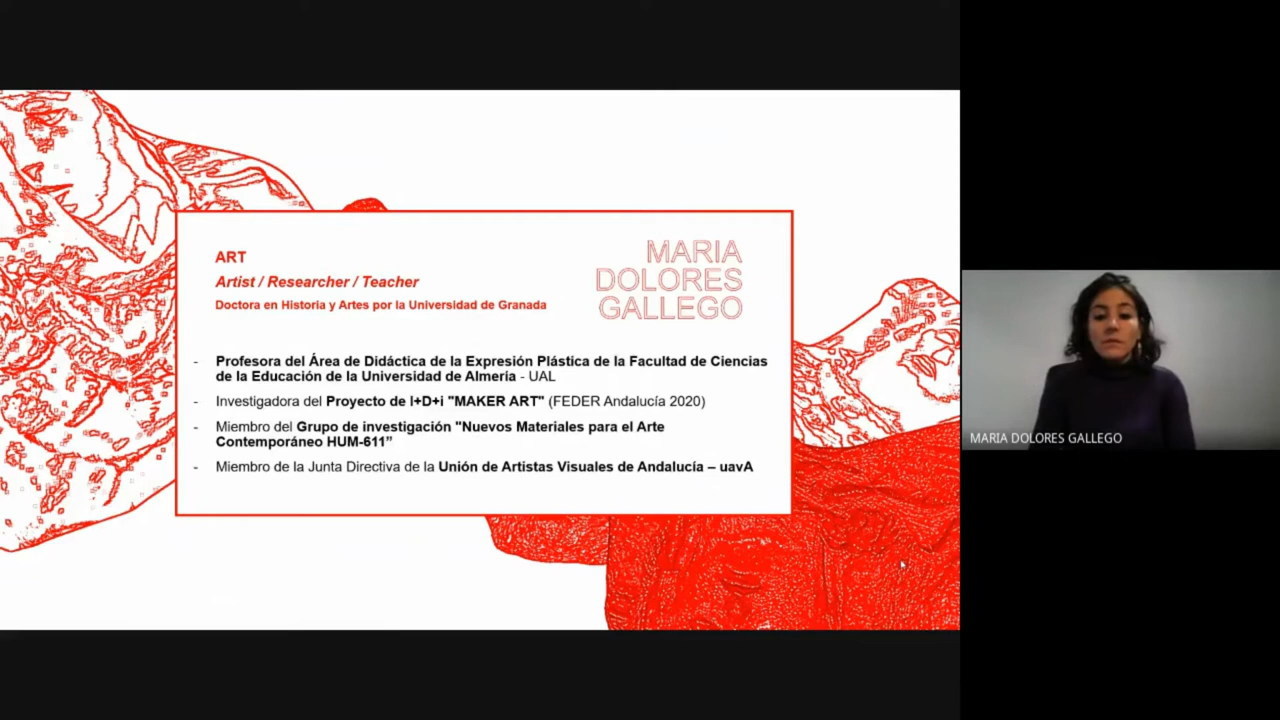 ART
Artist / Researcher / Teacher
Doctora en Historia y Artes por la Universidad de Granada
MARIA
DOLORES
GALLEGO
- Profesora del Área de Didáctica de la Expresión Plástica de la Facultad de Ciencias
de la Educación de la Universidad de Almería - UAL
- Investigadora del Proyecto de I+D+i "MAKER ART" (FEDER Andalucía 2020)
- Miembro del Grupo de investigación "Nuevos Materiales para el Arte
Contemporáneo HUM-611”
- Miembro de la Junta Directiva de la Unión de Artistas Visuales de Andalucía – uavA
MARIA DOLORES GALLEGO